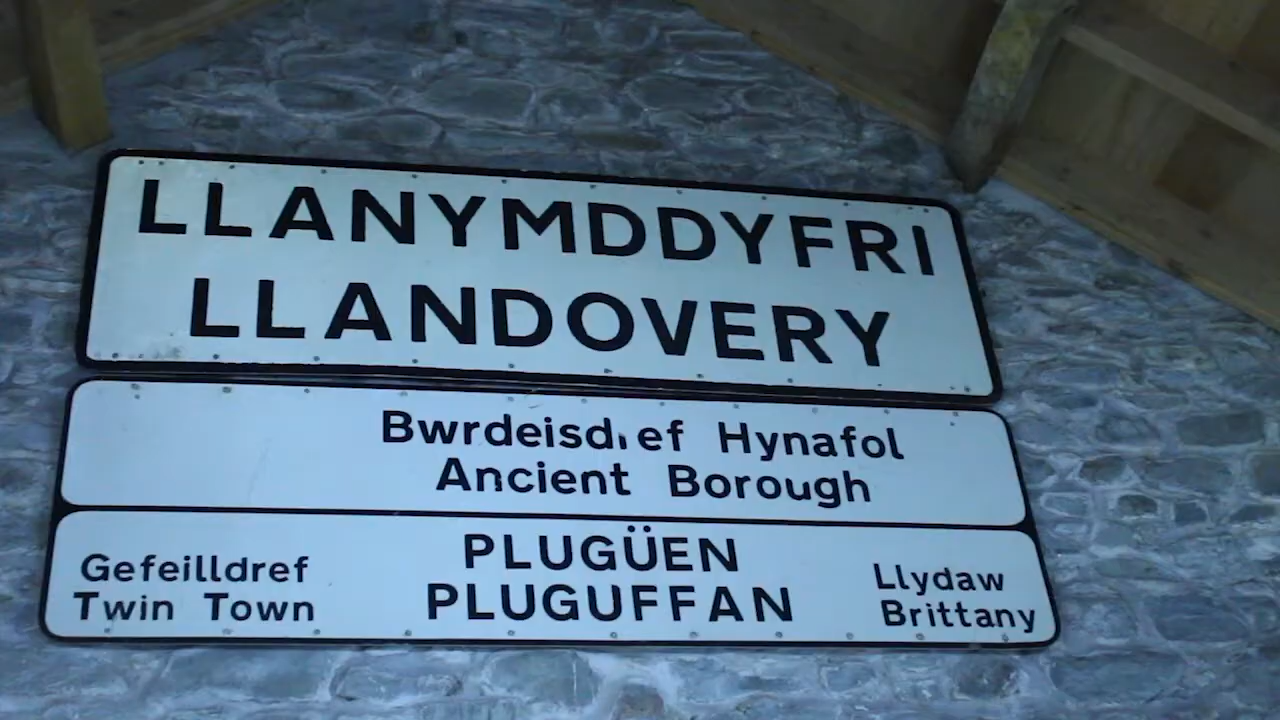 LLANYMDDYFRI
LLANDOVERY
Bwrdeisdref Hynafol
Ancient Borough
Gefeilldref PLUGÜEN Llydaw
Twin Town PLUGUFFAN Brittany